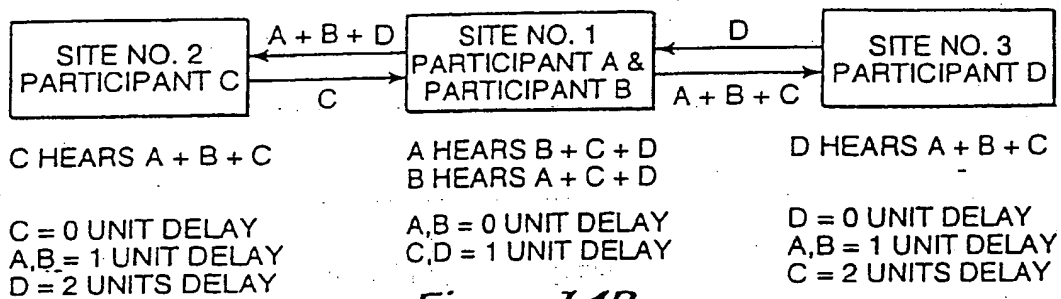 SITE NO. 2
PARTICIPANT C
A + B + D
C
SITE NO. 1
PARTICIPANT A &
PARTICIPANT B
D
A + B + C
SITE NO. 3
PARTICIPANT D
C HEARS A + B + C
C = 0 UNIT DELAY
A,B = 1 UNIT DELAY
D = 2 UNITS DELAY
A HEARS B + C + D
B HEARS A + C + D
A,B = 0 UNIT DELAY
C,D = 1 UNIT DELAY
D HEARS A + B + C
D = 0 UNIT DELAY
A,B = 1 UNIT DELAY
C = 2 UNITS DELAY